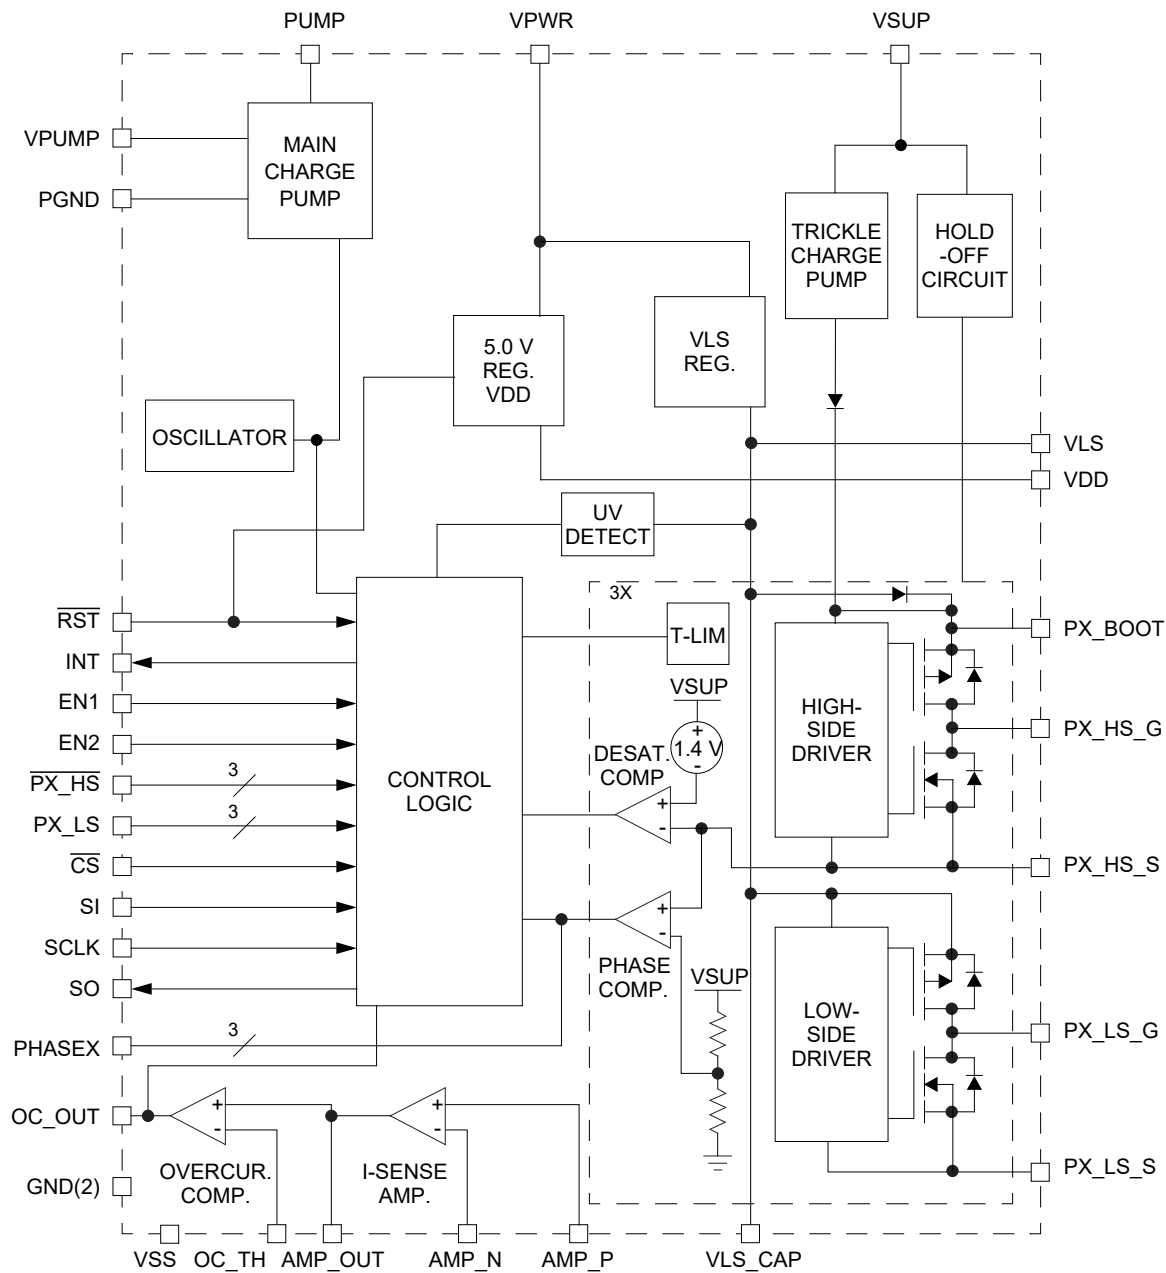 PUMP
VPWR
VSUP
VPUMP
PGND
MAIN
CHARGE
PUMP
TRICKLE
CHARGE
PUMP
HOLD
-OFF
CIRCUIT
5.0 V
REG.
VDD
VLS
REG.
OSCILLATOR
VLS
VDD
UV
DETECT
3X
RST
INT
EN1
EN2
PX_HS
3
PX_LS
3
CS
SI
SCLK
SO
PHASEX
3
OC_OUT
GND(2)
CONTROL
LOGIC
T-LIM
VSUP
+
1.4 V
-
DESAT.
COMP.
+
-
+
-
PHASE
COMP.
VSUP
HIGH-
SIDE
DRIVER
LOW-
SIDE
DRIVER
PX_BOOT
PX_HS_G
PX_HS_S
PX_LS_G
PX_LS_S
+
-
OVERCUR.
COMP.
+
-
I-SENSE
AMP.
VSS
OC_TH
AMP_OUT
AMP_N
AMP_P
VLS_CAP